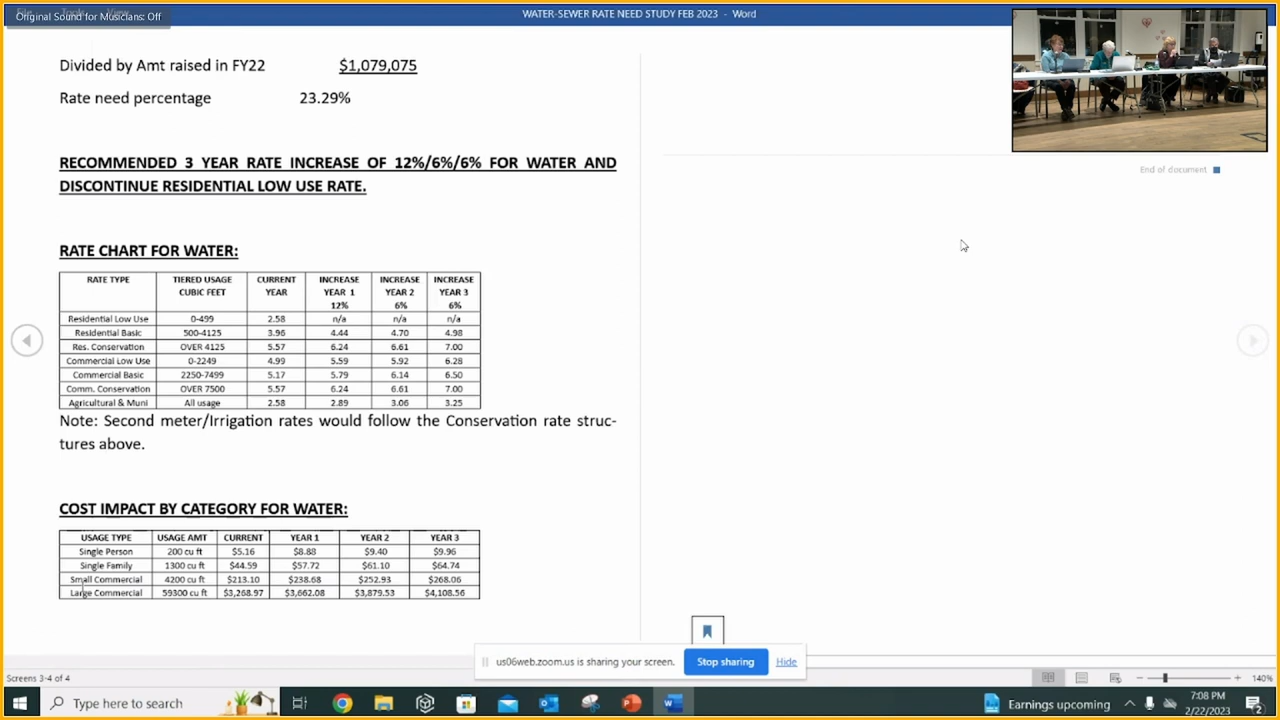 Original Sound for Musicians: Off
WATER-SEWER RATE NEED STUDY FEB 2023 - Word
Divided by Amt raised in FY22 $1,079,075
Rate need percentage 23.29%
RECOMMENDED 3 YEAR RATE INCREASE OF 12%/6%/6% FOR WATER AND
DISCONTINUE RESIDENTIAL LOW USE RATE.
End of document
RATE CHART FOR WATER:
RATE TYPE TIERED USAGE CURRENT INCREASE INCREASE INCREASE
CUBIC FEET YEAR YEAR 1 YEAR 2 YEAR 3
12% 6% 6%
Residential Low Use 0-499 2.58 n/a n/a n/a
Residential Basic 500-4125 3.96 4.44 4.70 4.98
Res. Conservation OVER 4125 5.57 6.24 6.61 7.00
Commercial Low Use 0-2249 4.99 5.59 5.92 6.28
Commercial Basic 2250-7499 5.17 5.79 6.14 6.50
Comm. Conservation OVER 7500 5.57 6.24 6.61 7.00
Agricultural & Muni All usage 2.58 2.89 3.06 3.25
Note: Second meter/Irrigation rates would follow the Conservation rate struc-
tures above.
COST IMPACT BY CATEGORY FOR WATER:
USAGE TYPE USAGE AMT CURRENT YEAR 1 YEAR 2 YEAR 3
Single Person 200 cu ft $5.16 $8.88 $9.40 $9.96
Single Family 1300 cu ft $44.59 $57.72 $61.10 $64.74
Small Commercial 4200 cu ft $213.10 $238.68 $252.93 $268.06
Large Commercial 59300 cu ft $3,268.97 $3,662.08 $3,879.53 $4,108.56
us06web.zoom.us is sharing your screen. Stop sharing Hide
Screens 3-4 of 4
140%
Type here to search
Earnings upcoming
7:08 PM
2/22/2023
2